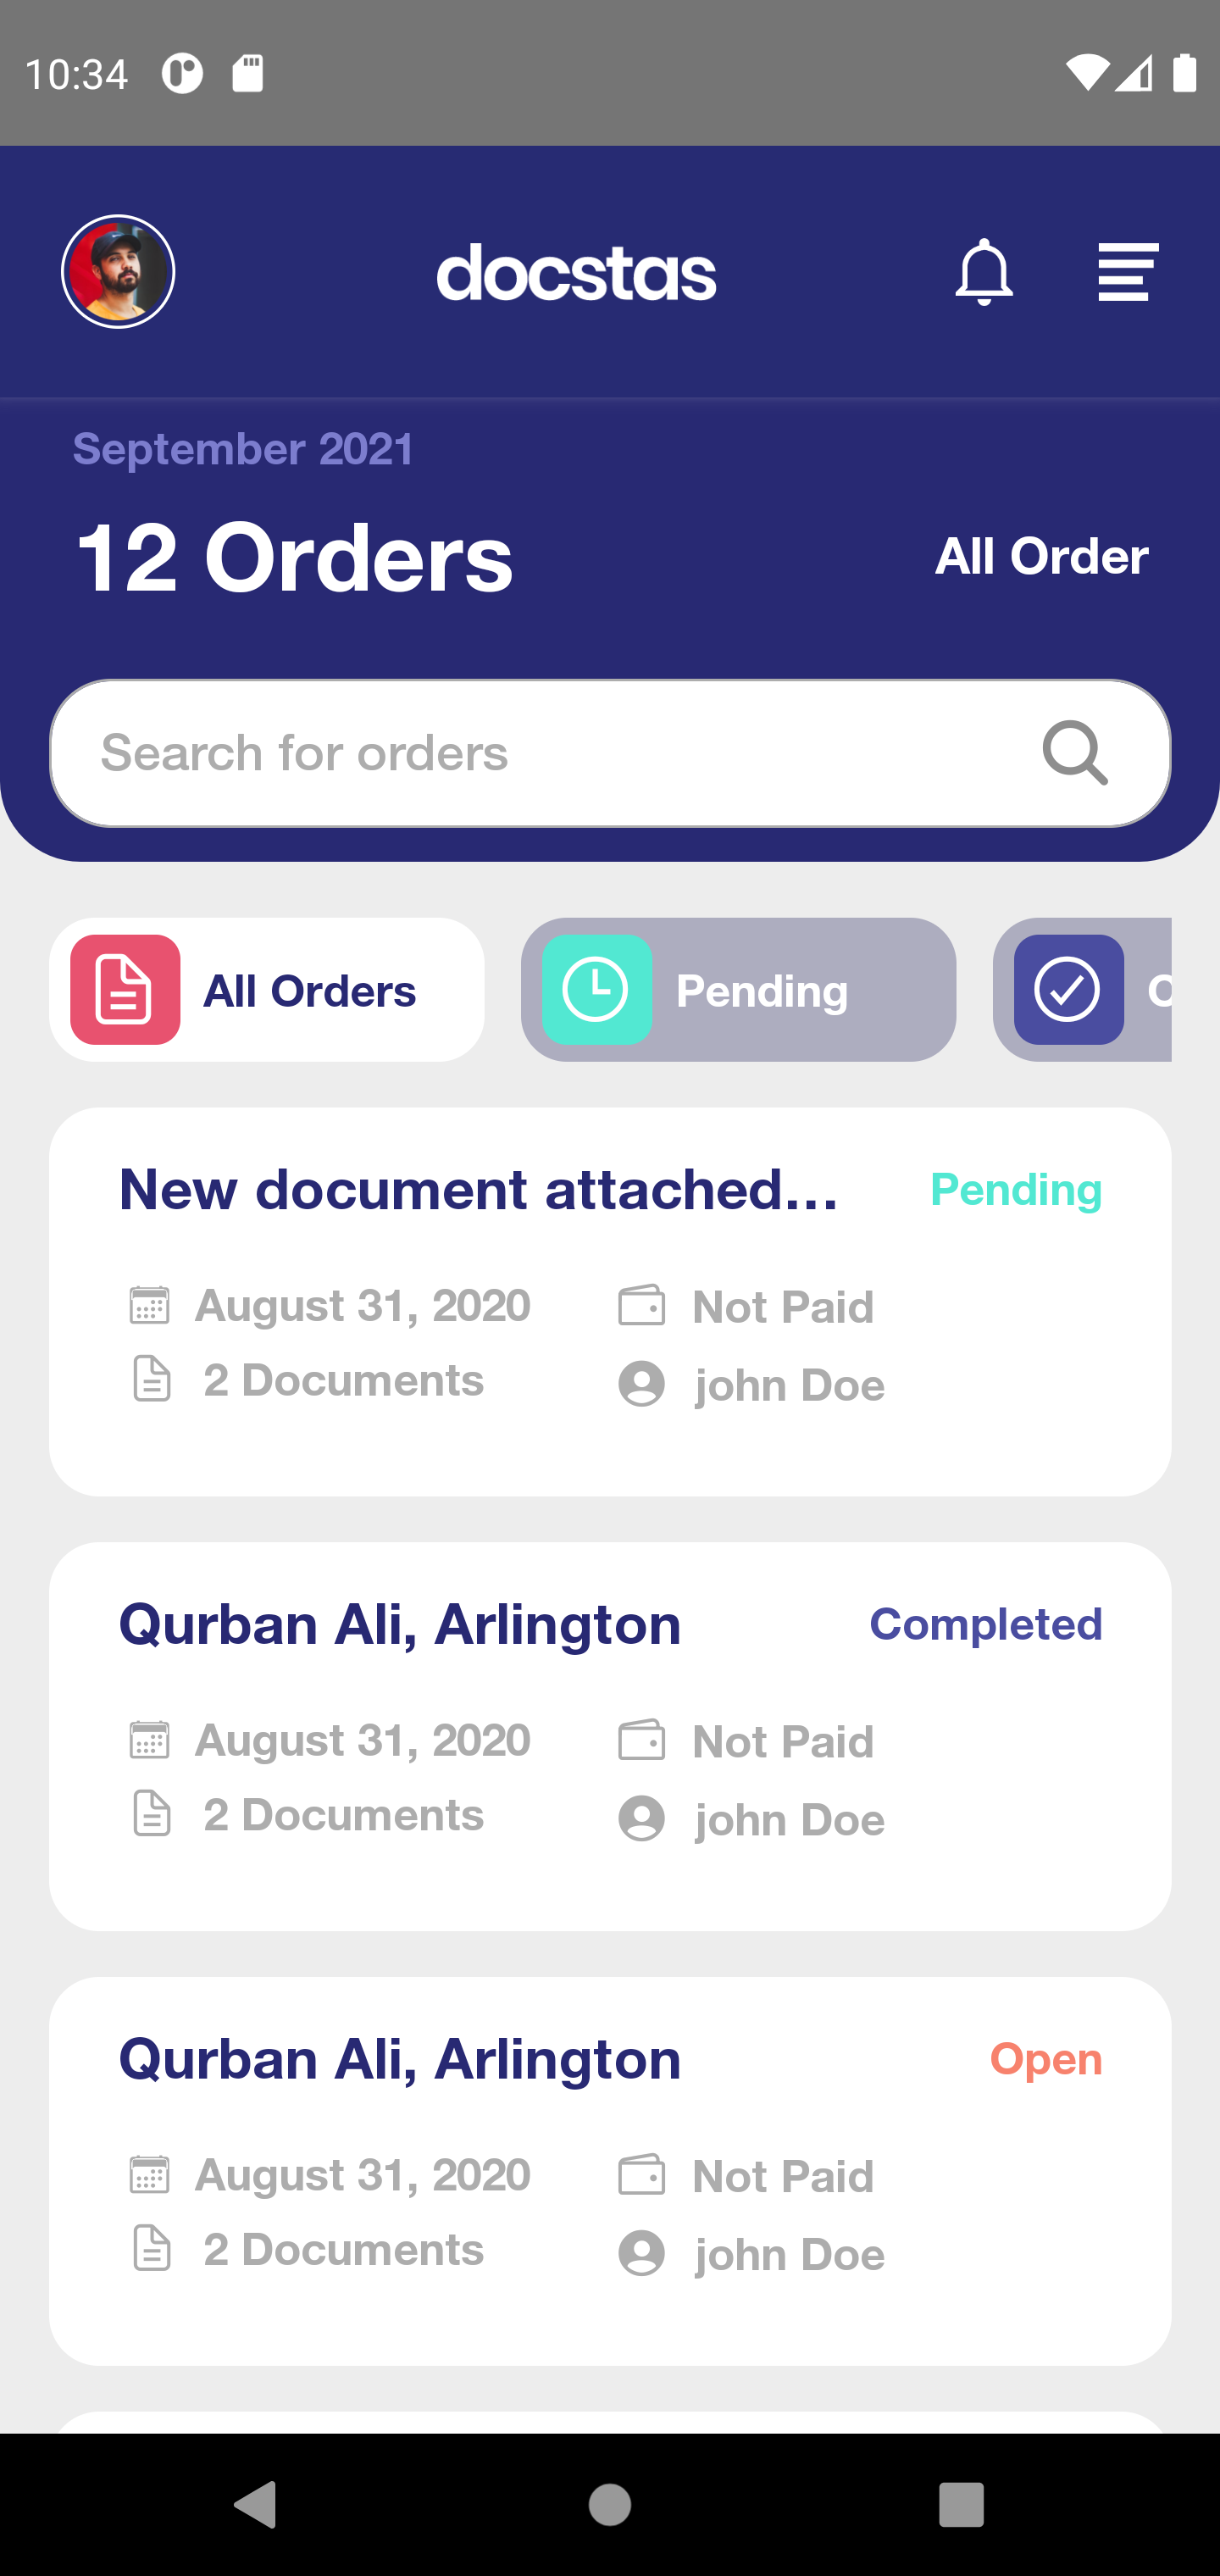 10:34
docstas
September 2021
12 Orders
All Order
Search for orders
All Orders
Pending
New document attached...
Pending
August 31, 2020
Not Paid
2 Documents
john Doe
Qurban Ali, Arlington
Completed
August 31, 2020
Not Paid
2 Documents
john Doe
Qurban Ali, Arlington
Open
August 31, 2020
Not Paid
2 Documents
john Doe